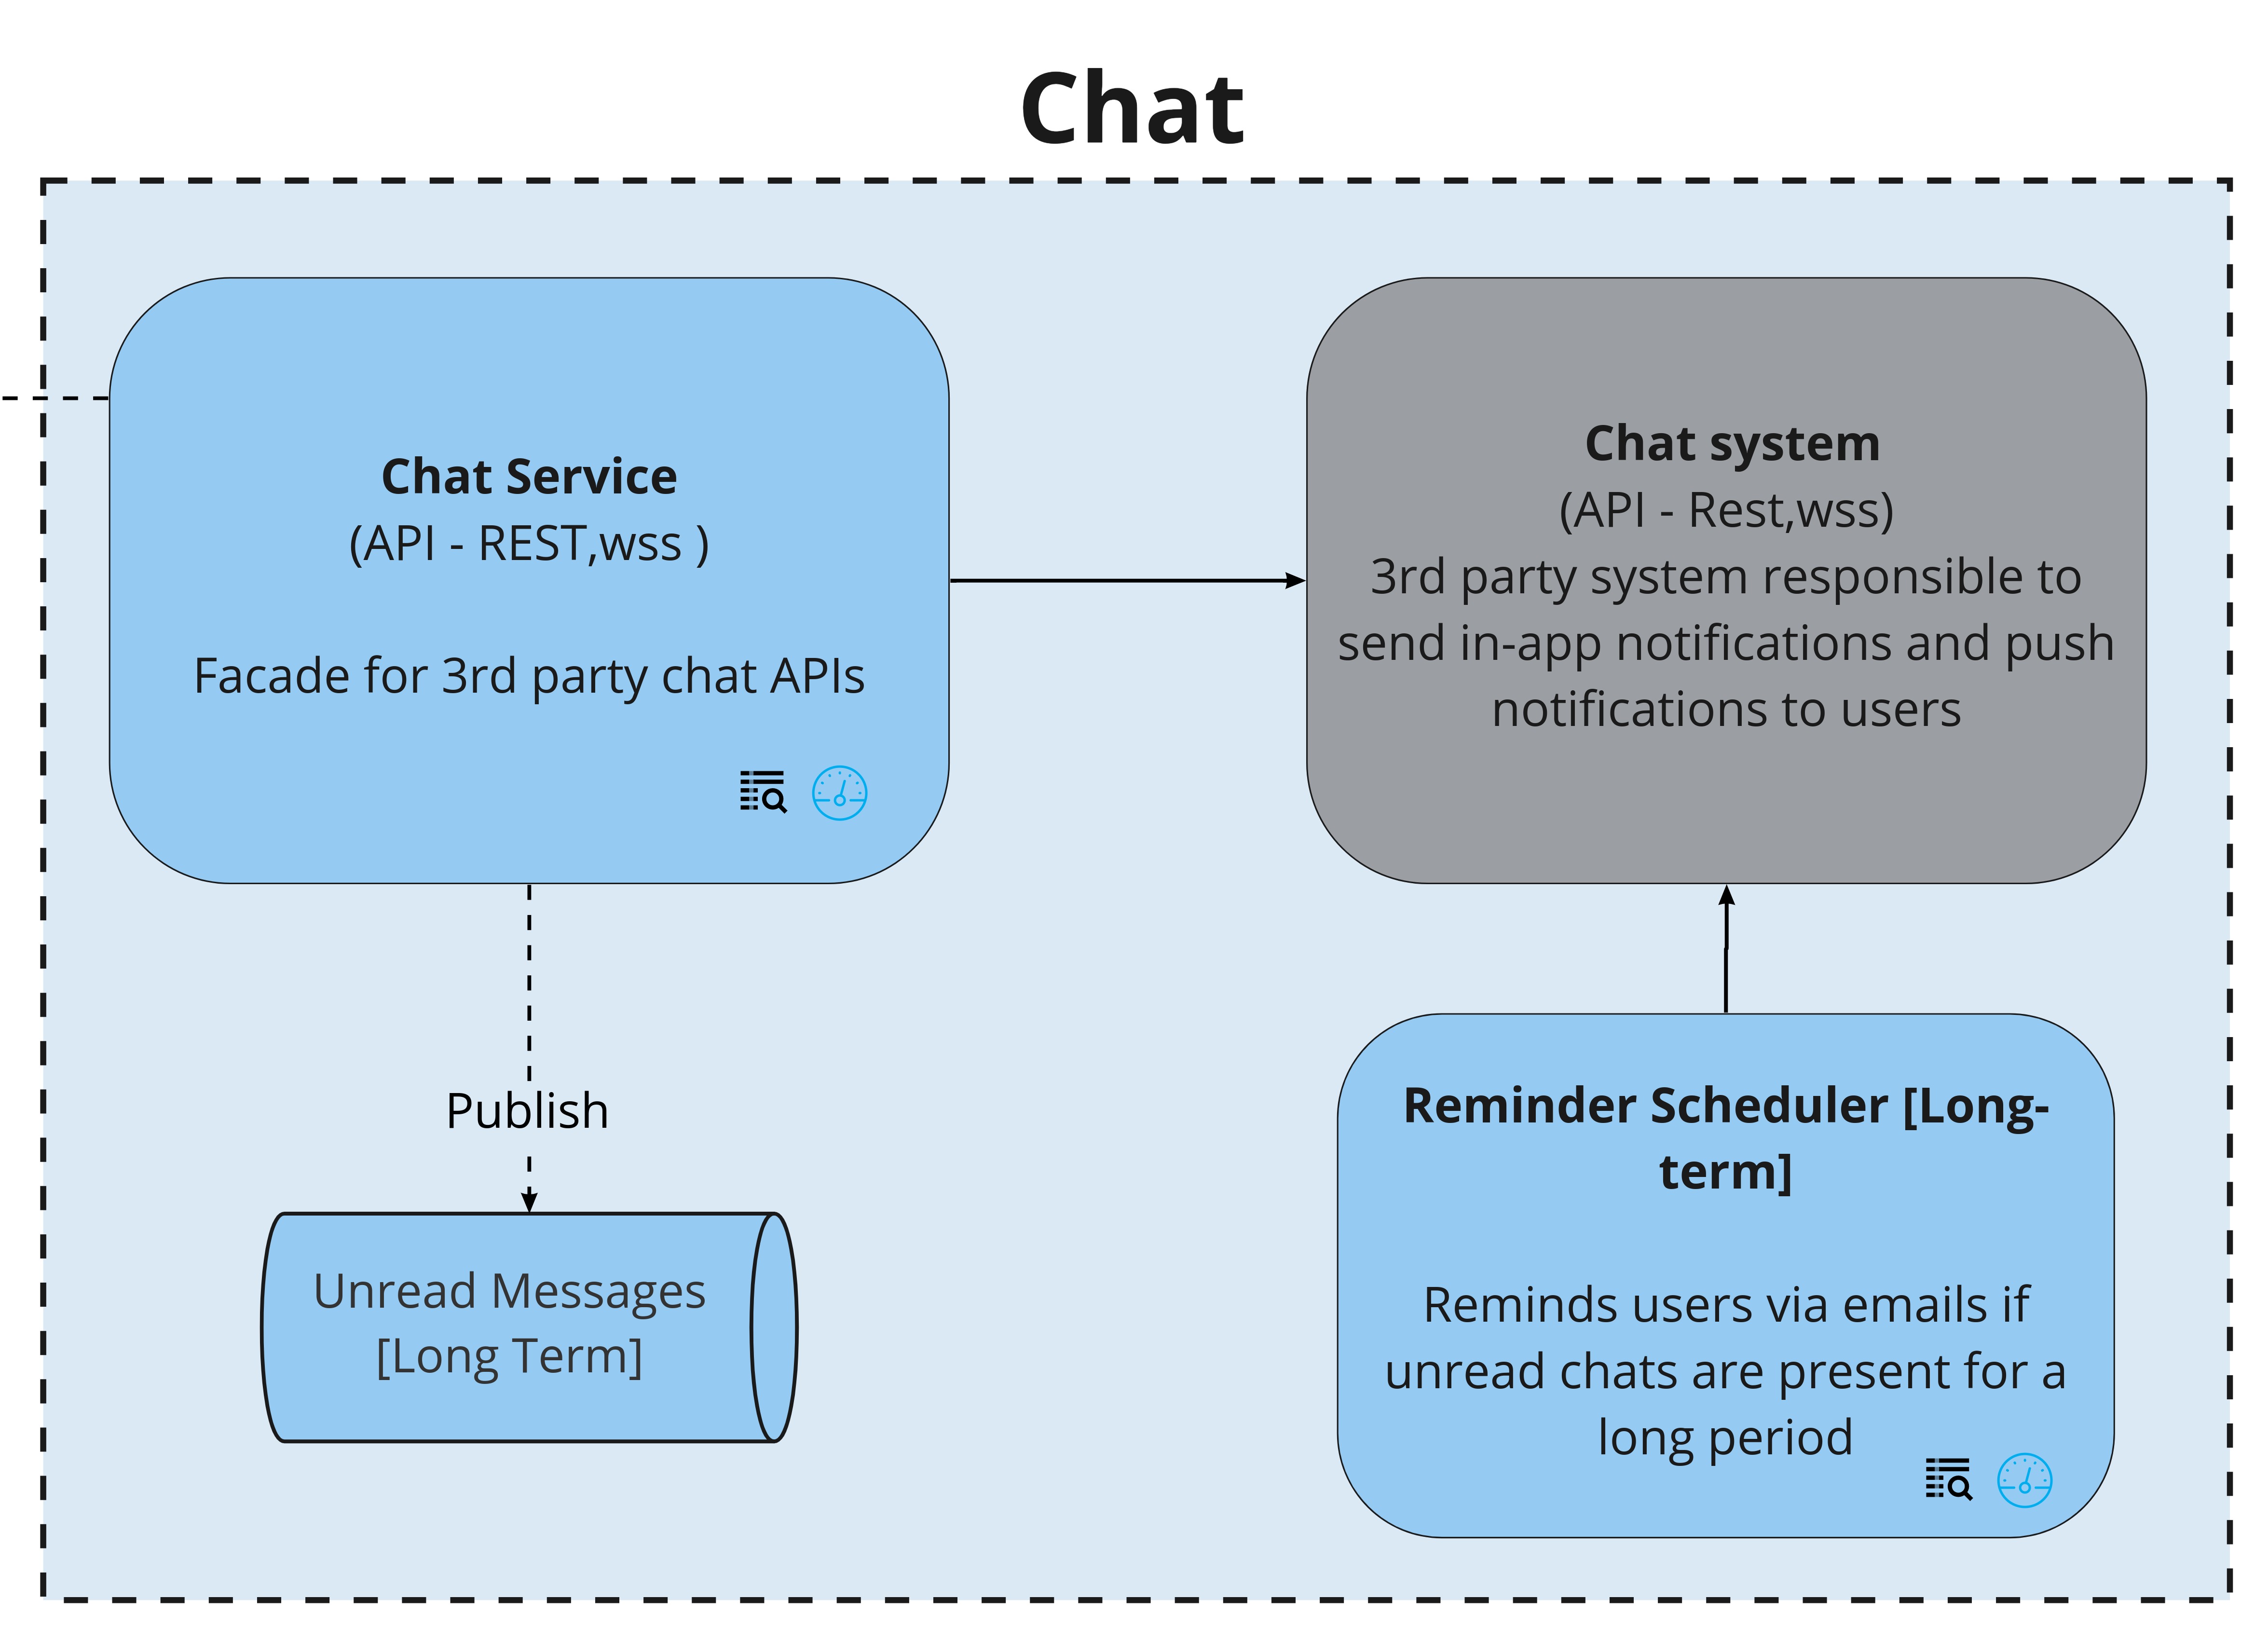 Chat
Chat Service
(API - REST,wss )
Facade for 3rd party chat APIs
Chat system
(API - Rest,wss)
3rd party system responsible to
send in-app notifications and push
notifications to users
Publish
Unread Messages
[Long Term]
Reminder Scheduler [Long-
term]
Reminds users via emails if
unread chats are present for a
long period